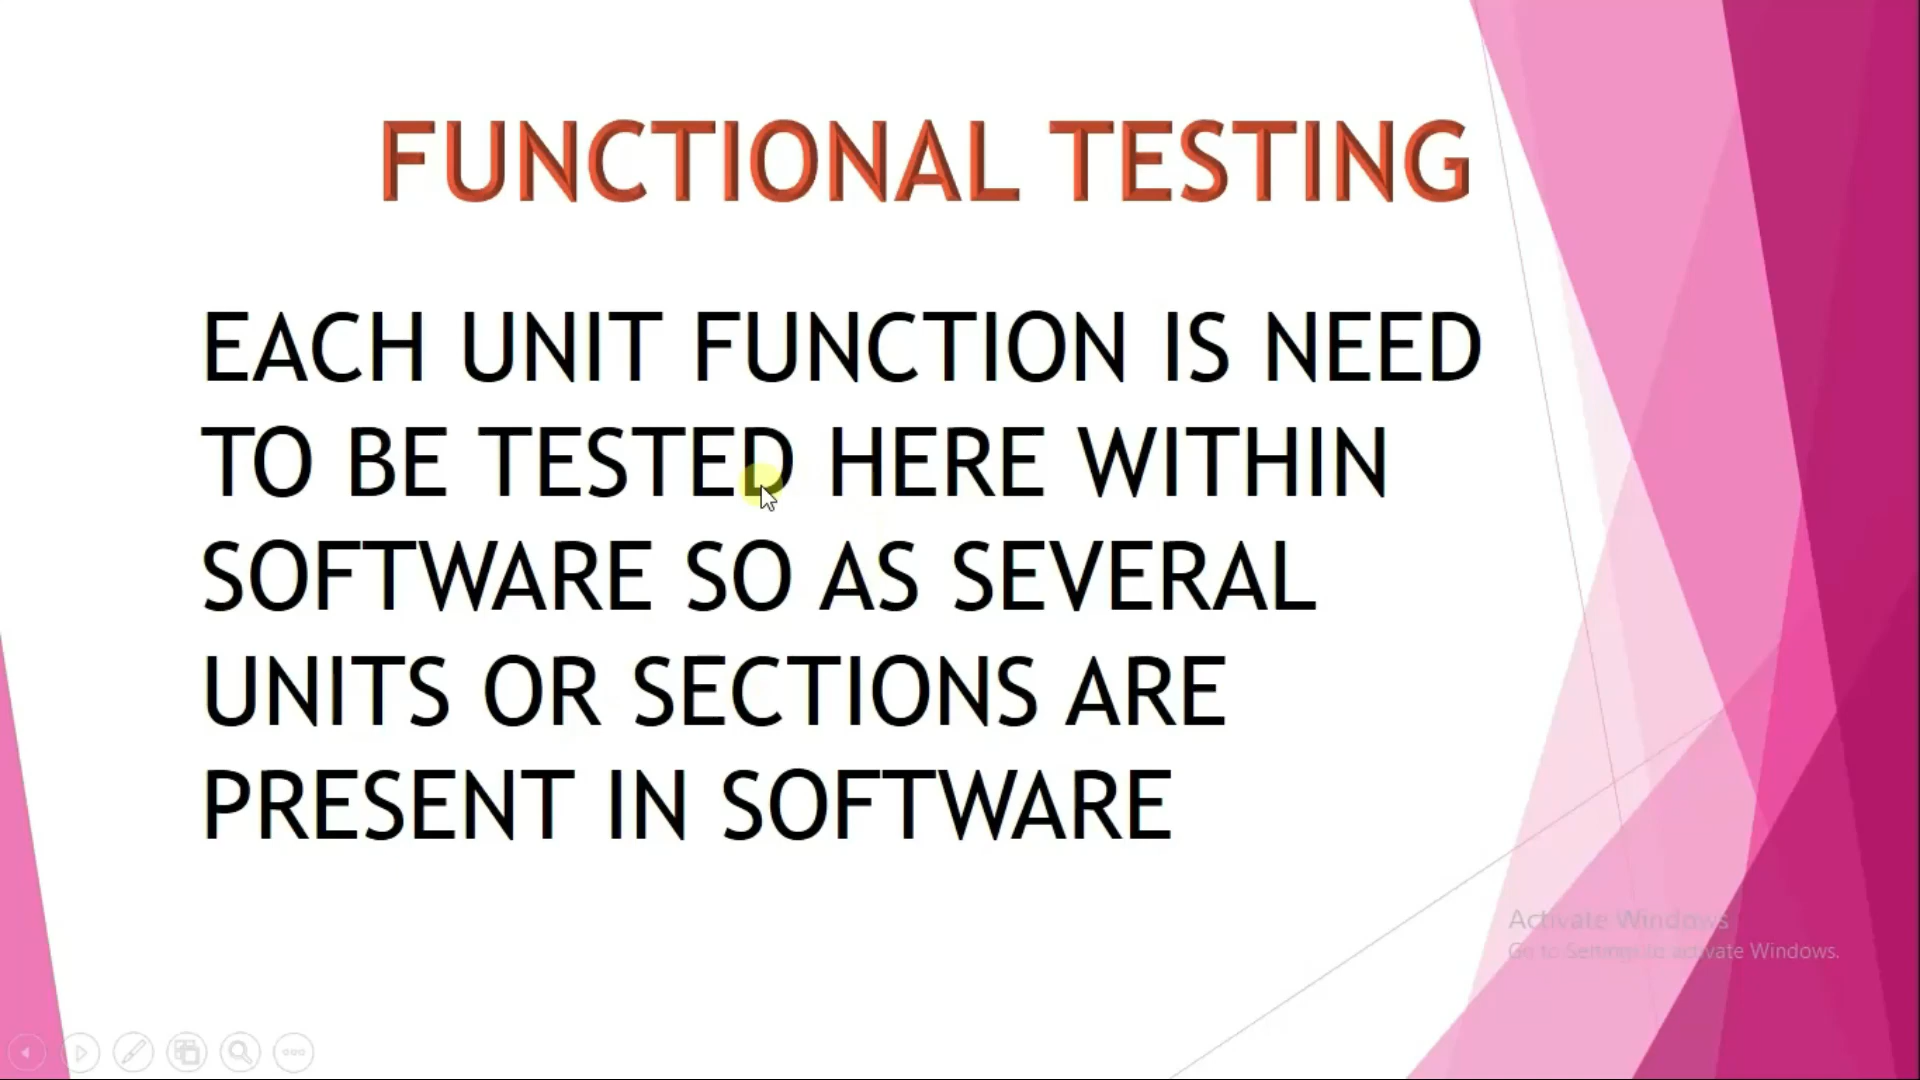 FUNCTIONAL TESTING
EACH UNIT FUNCTION IS NEED
TO BE TESTED HERE WITHIN
SOFTWARE SO AS SEVERAL
UNITS OR SECTIONS ARE
PRESENT IN SOFTWARE
Activate Windows
Go to Settings to activate Windows.